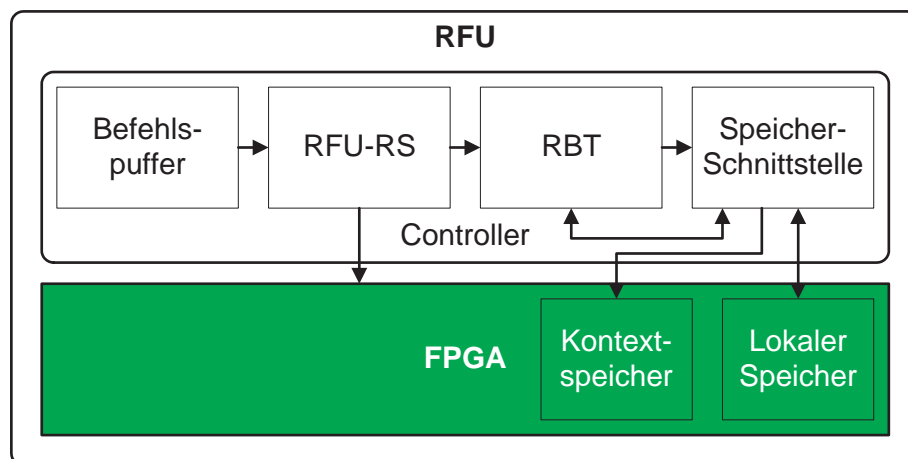 RFU
Befehls-
puffer
RFU-RS
RBT
Speicher-
Schnittstelle
Controller
FPGA
Kontext-
speicher
Lokaler
Speicher